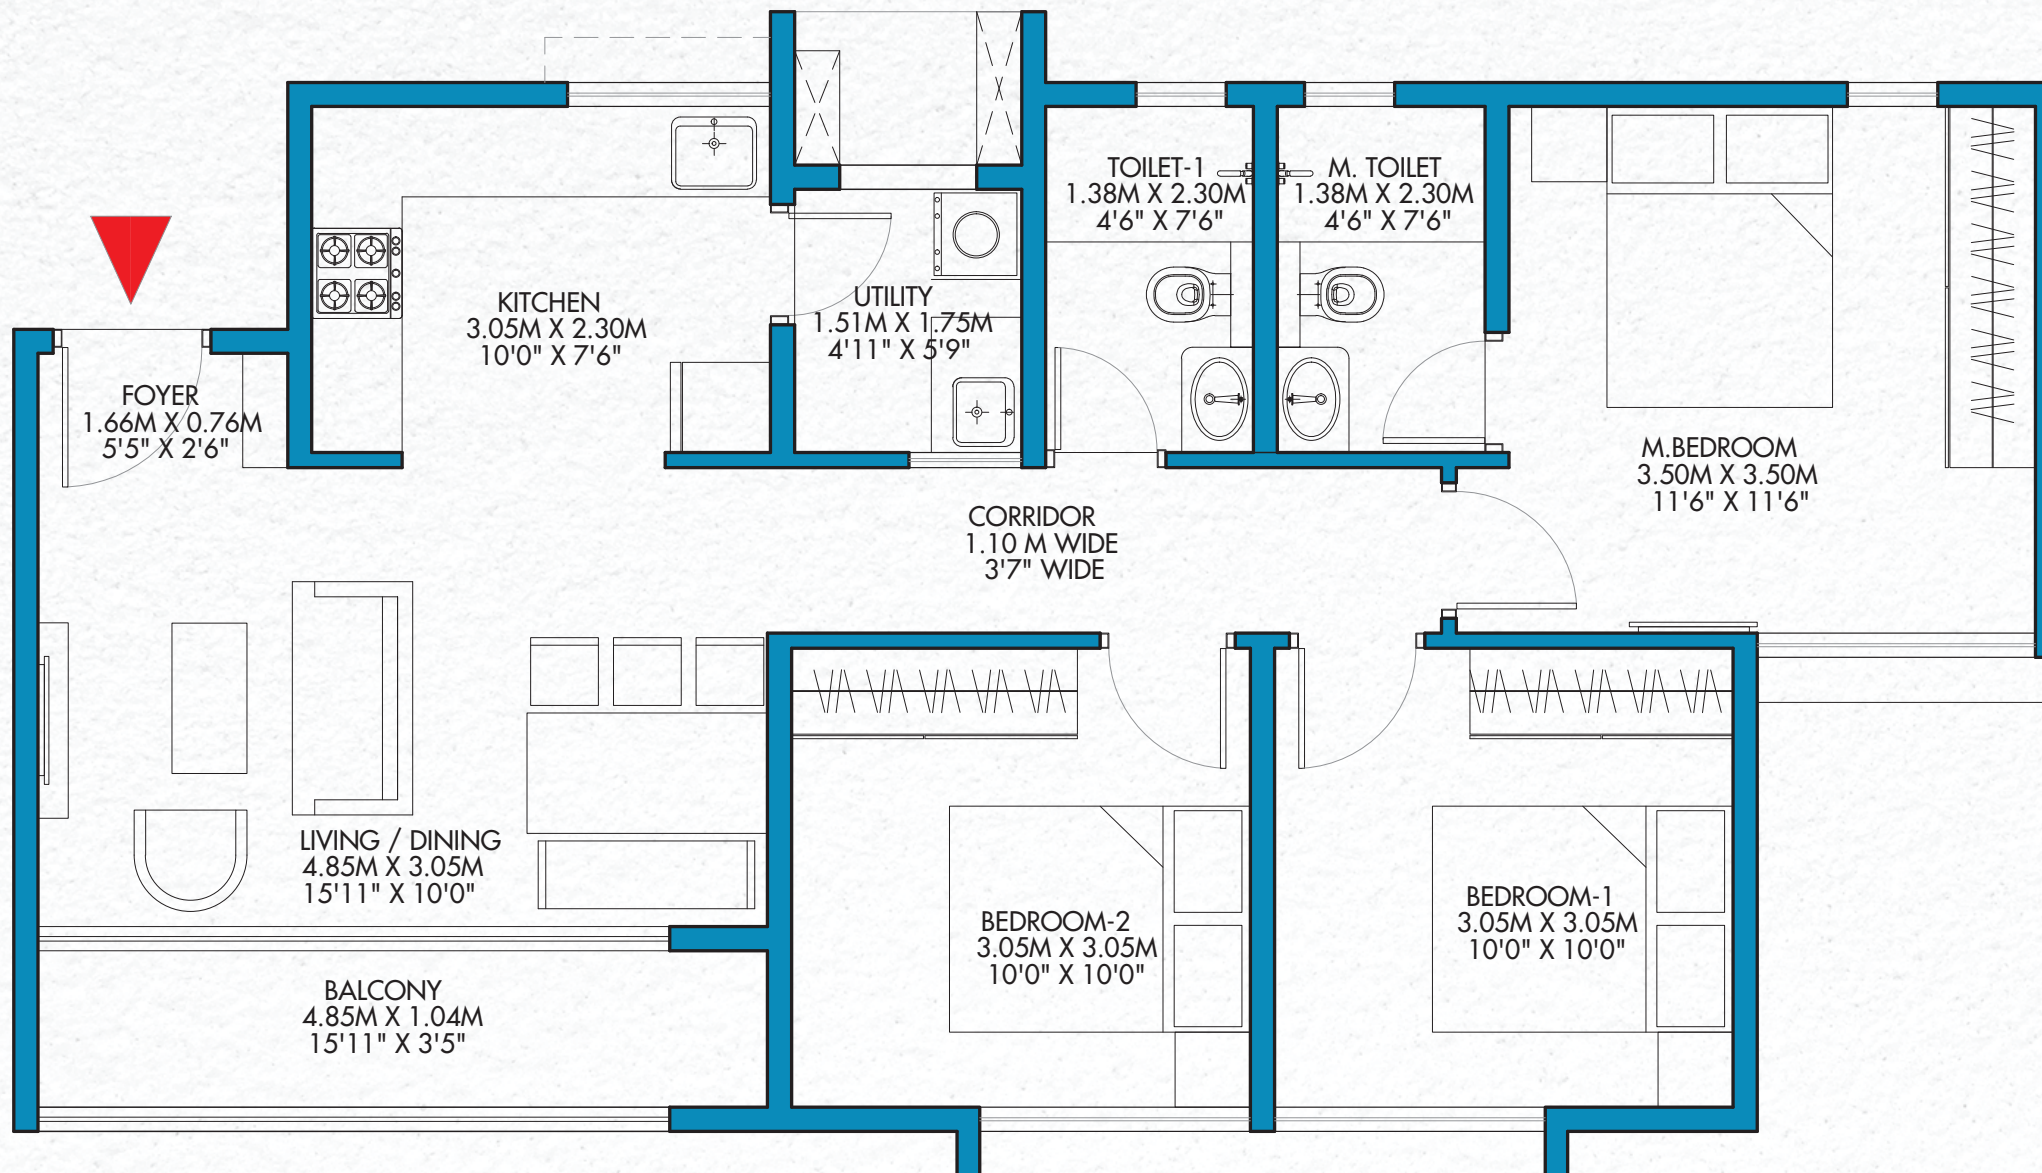 TOILET-1
1.38M X 2.30M
4'6" X 7'6"
M. TOILET
1.38M X 2.30M
4'6" X 7'6"
KITCHEN
3.05M X 2.30M
10'0" X 7'6"
UTILITY
1.51M X 1.75M
4'11" X 5'9"
FOYER
1.66M X 0.76M
5'5" X 2'6"
M.BEDROOM
3.50M X 3.50M
11'6" X 11'6"
CORRIDOR
1.10 M WIDE
3'7" WIDE
LIVING / DINING
4.85M X 3.05M
15'11" X 10'0"
BEDROOM-2
3.05M X 3.05M
10'0" X 10'0"
BEDROOM-1
3.05M X 3.05M
10'0" X 10'0"
BALCONY
4.85M X 1.04M
15'11" X 3'5"